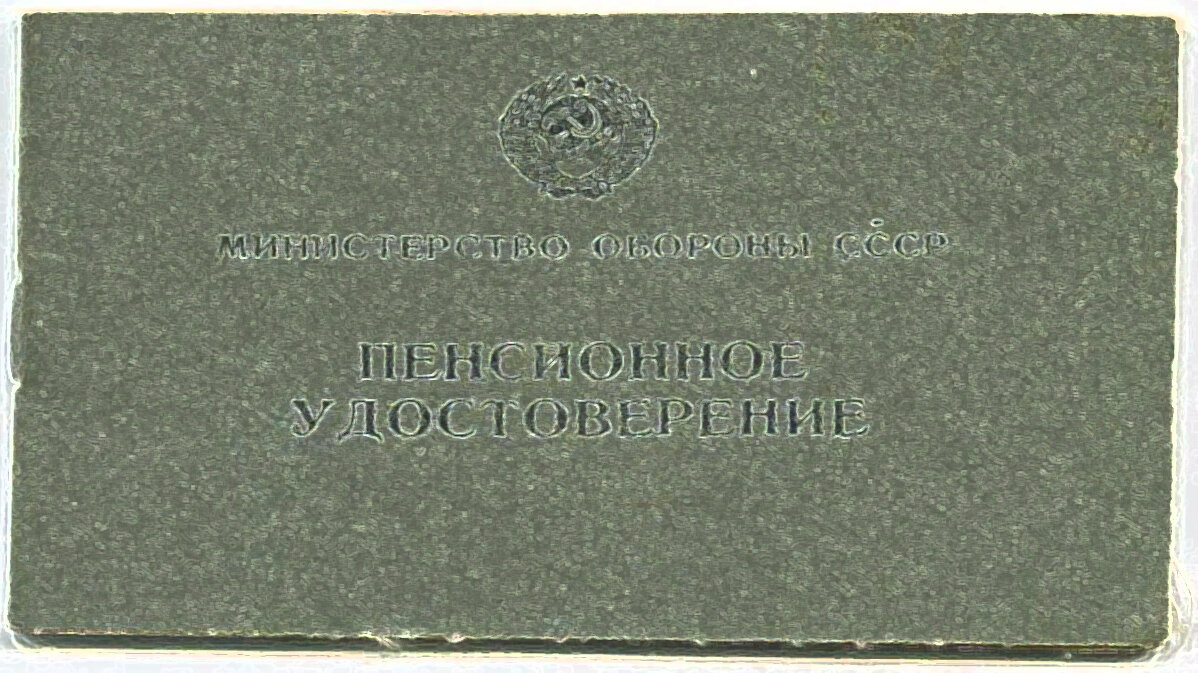 МИНИСТЕРСТВО ОБОРОНЫ СССР
ПЕНСИОННОЕ
УДОСТОВЕРЕНИЕ